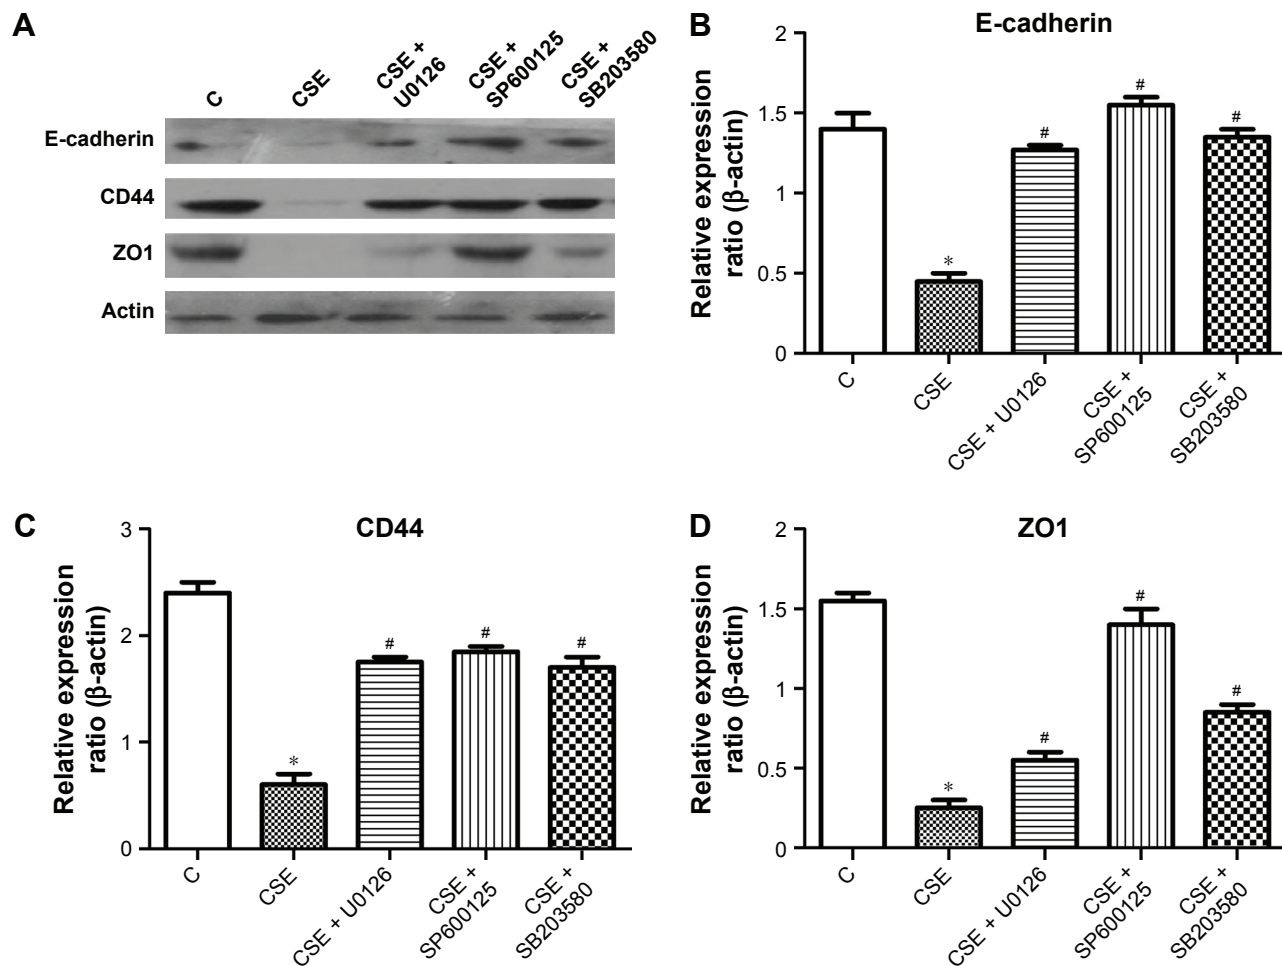 A
C
CSE
CSE +
U0126
CSE +
SP600125
CSE +
SB203580
E-cadherin
CD44
ZO1
Actin
B
E-cadherin
Relative expression
ratio (β-actin)
2
1.5
1
0.5
0
*
#
#
#
C
CSE
CSE + U0126
CSE +
SP600125
CSE +
SB203580
C
CD44
Relative expression
ratio (β-actin)
3
2
1
0
*
#
#
#
C
CSE
CSE + U0126
CSE +
SP600125
CSE +
SB203580
D
ZO1
Relative expression
ratio (β-actin)
2
1.5
1
0.5
0
*
#
#
#
C
CSE
CSE + U0126
CSE +
SP600125
CSE +
SB203580